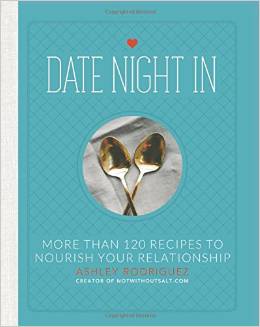 DATE NIGHT IN
MORE THAN 120 RECIPES TO
NOURISH YOUR RELATIONSHIP
ASHLEY RODRIGUEZ
CREATOR OF NOTWITHOUTSALT.COM